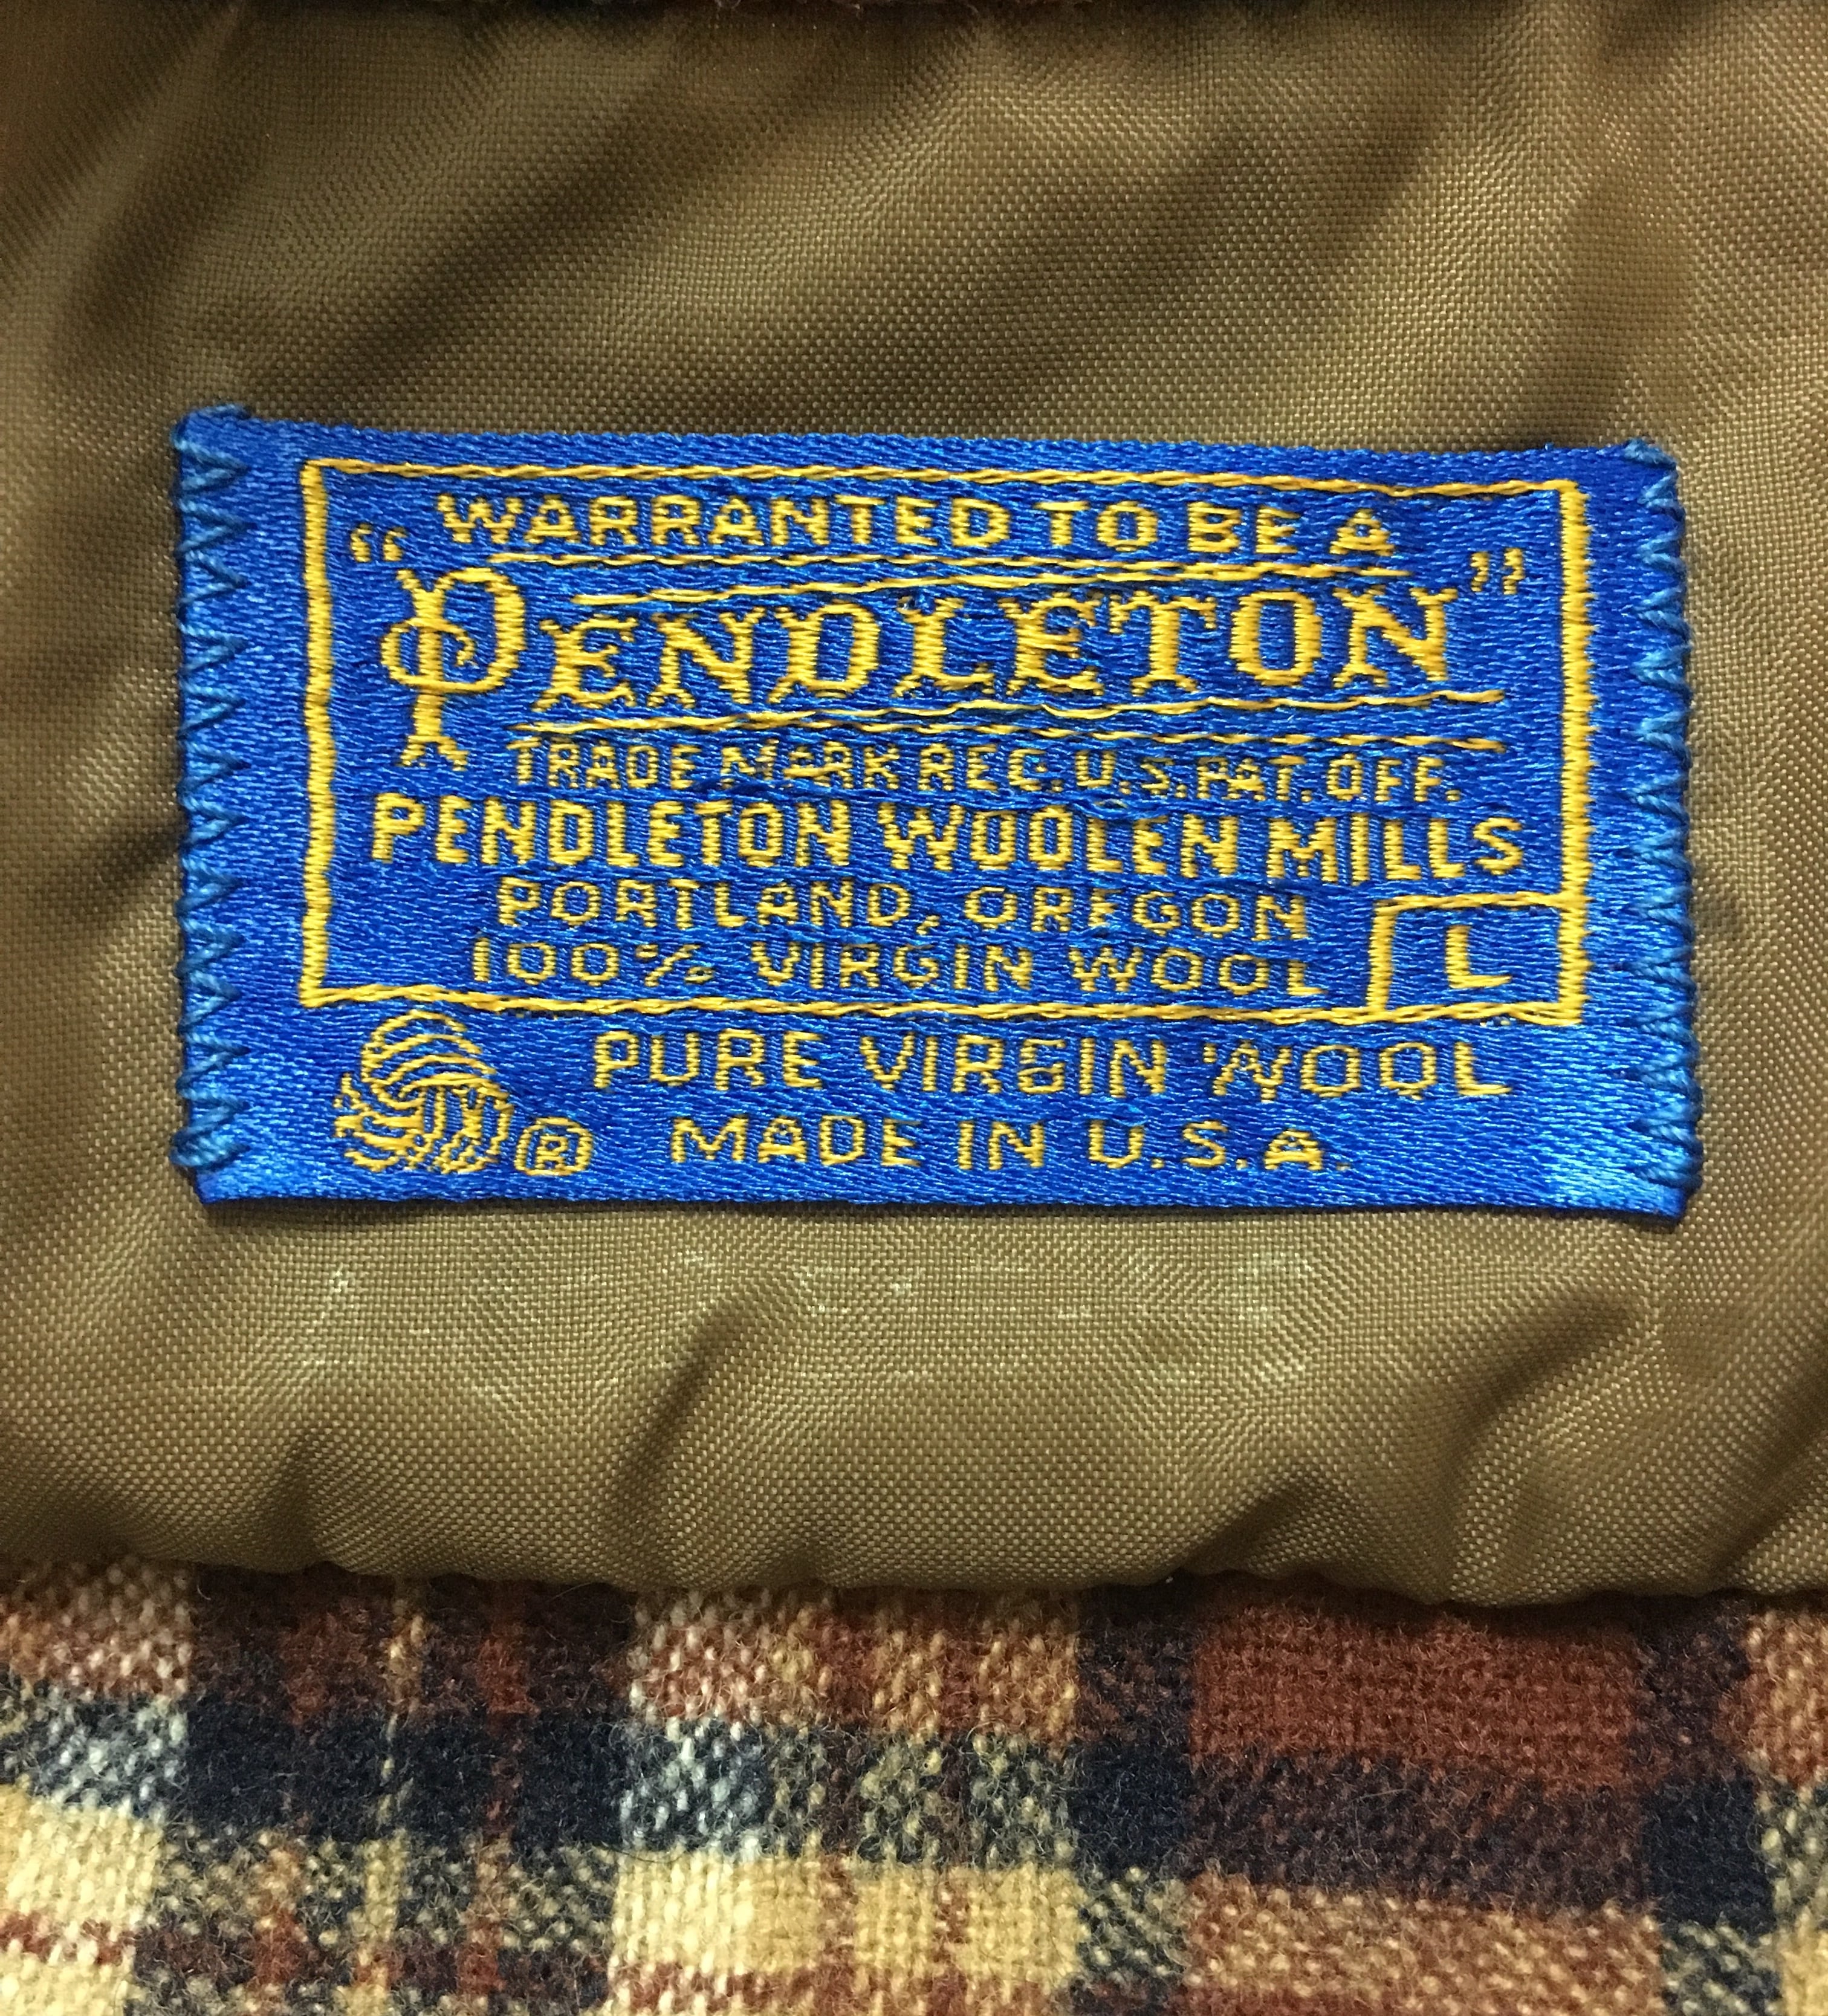 "WARRANTED TO BE A
PENDLETON"
TRADE MARK REG. U.S. PAT. OFF.
PENDLETON WOOLEN MILLS
PORTLAND, OREGON
100% VIRGIN WOOL L
PURE VIRGIN WOOL
® MADE IN U.S.A.